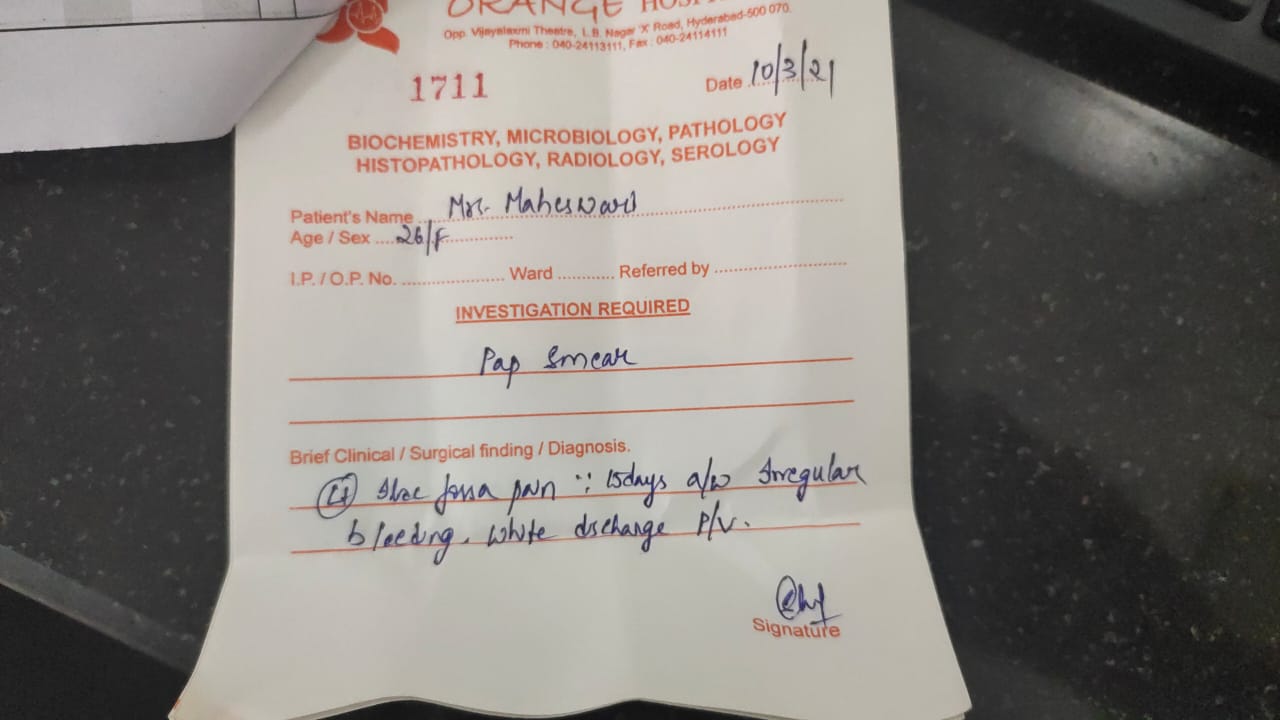 ORANGE HOSP
Opp. Vijayalaxmi Theatre, L.B. Nagar 'X' Road, Hyderabad-500 070.
Phone : 040-24113111, Fax : 040-24114111
1711
Date 10/3/21
BIOCHEMISTRY, MICROBIOLOGY, PATHOLOGY
HISTOPATHOLOGY, RADIOLOGY, SEROLOGY
Patient's Name Mrs. Maheswari
Age / Sex 26/F
I.P. / O.P. No. Ward Referred by
INVESTIGATION REQUIRED
Pap Smear
Brief Clinical / Surgical finding / Diagnosis.
Iliac fossa pain 15days a/w Irregular
bleeding. White discharge P/V.
Signature